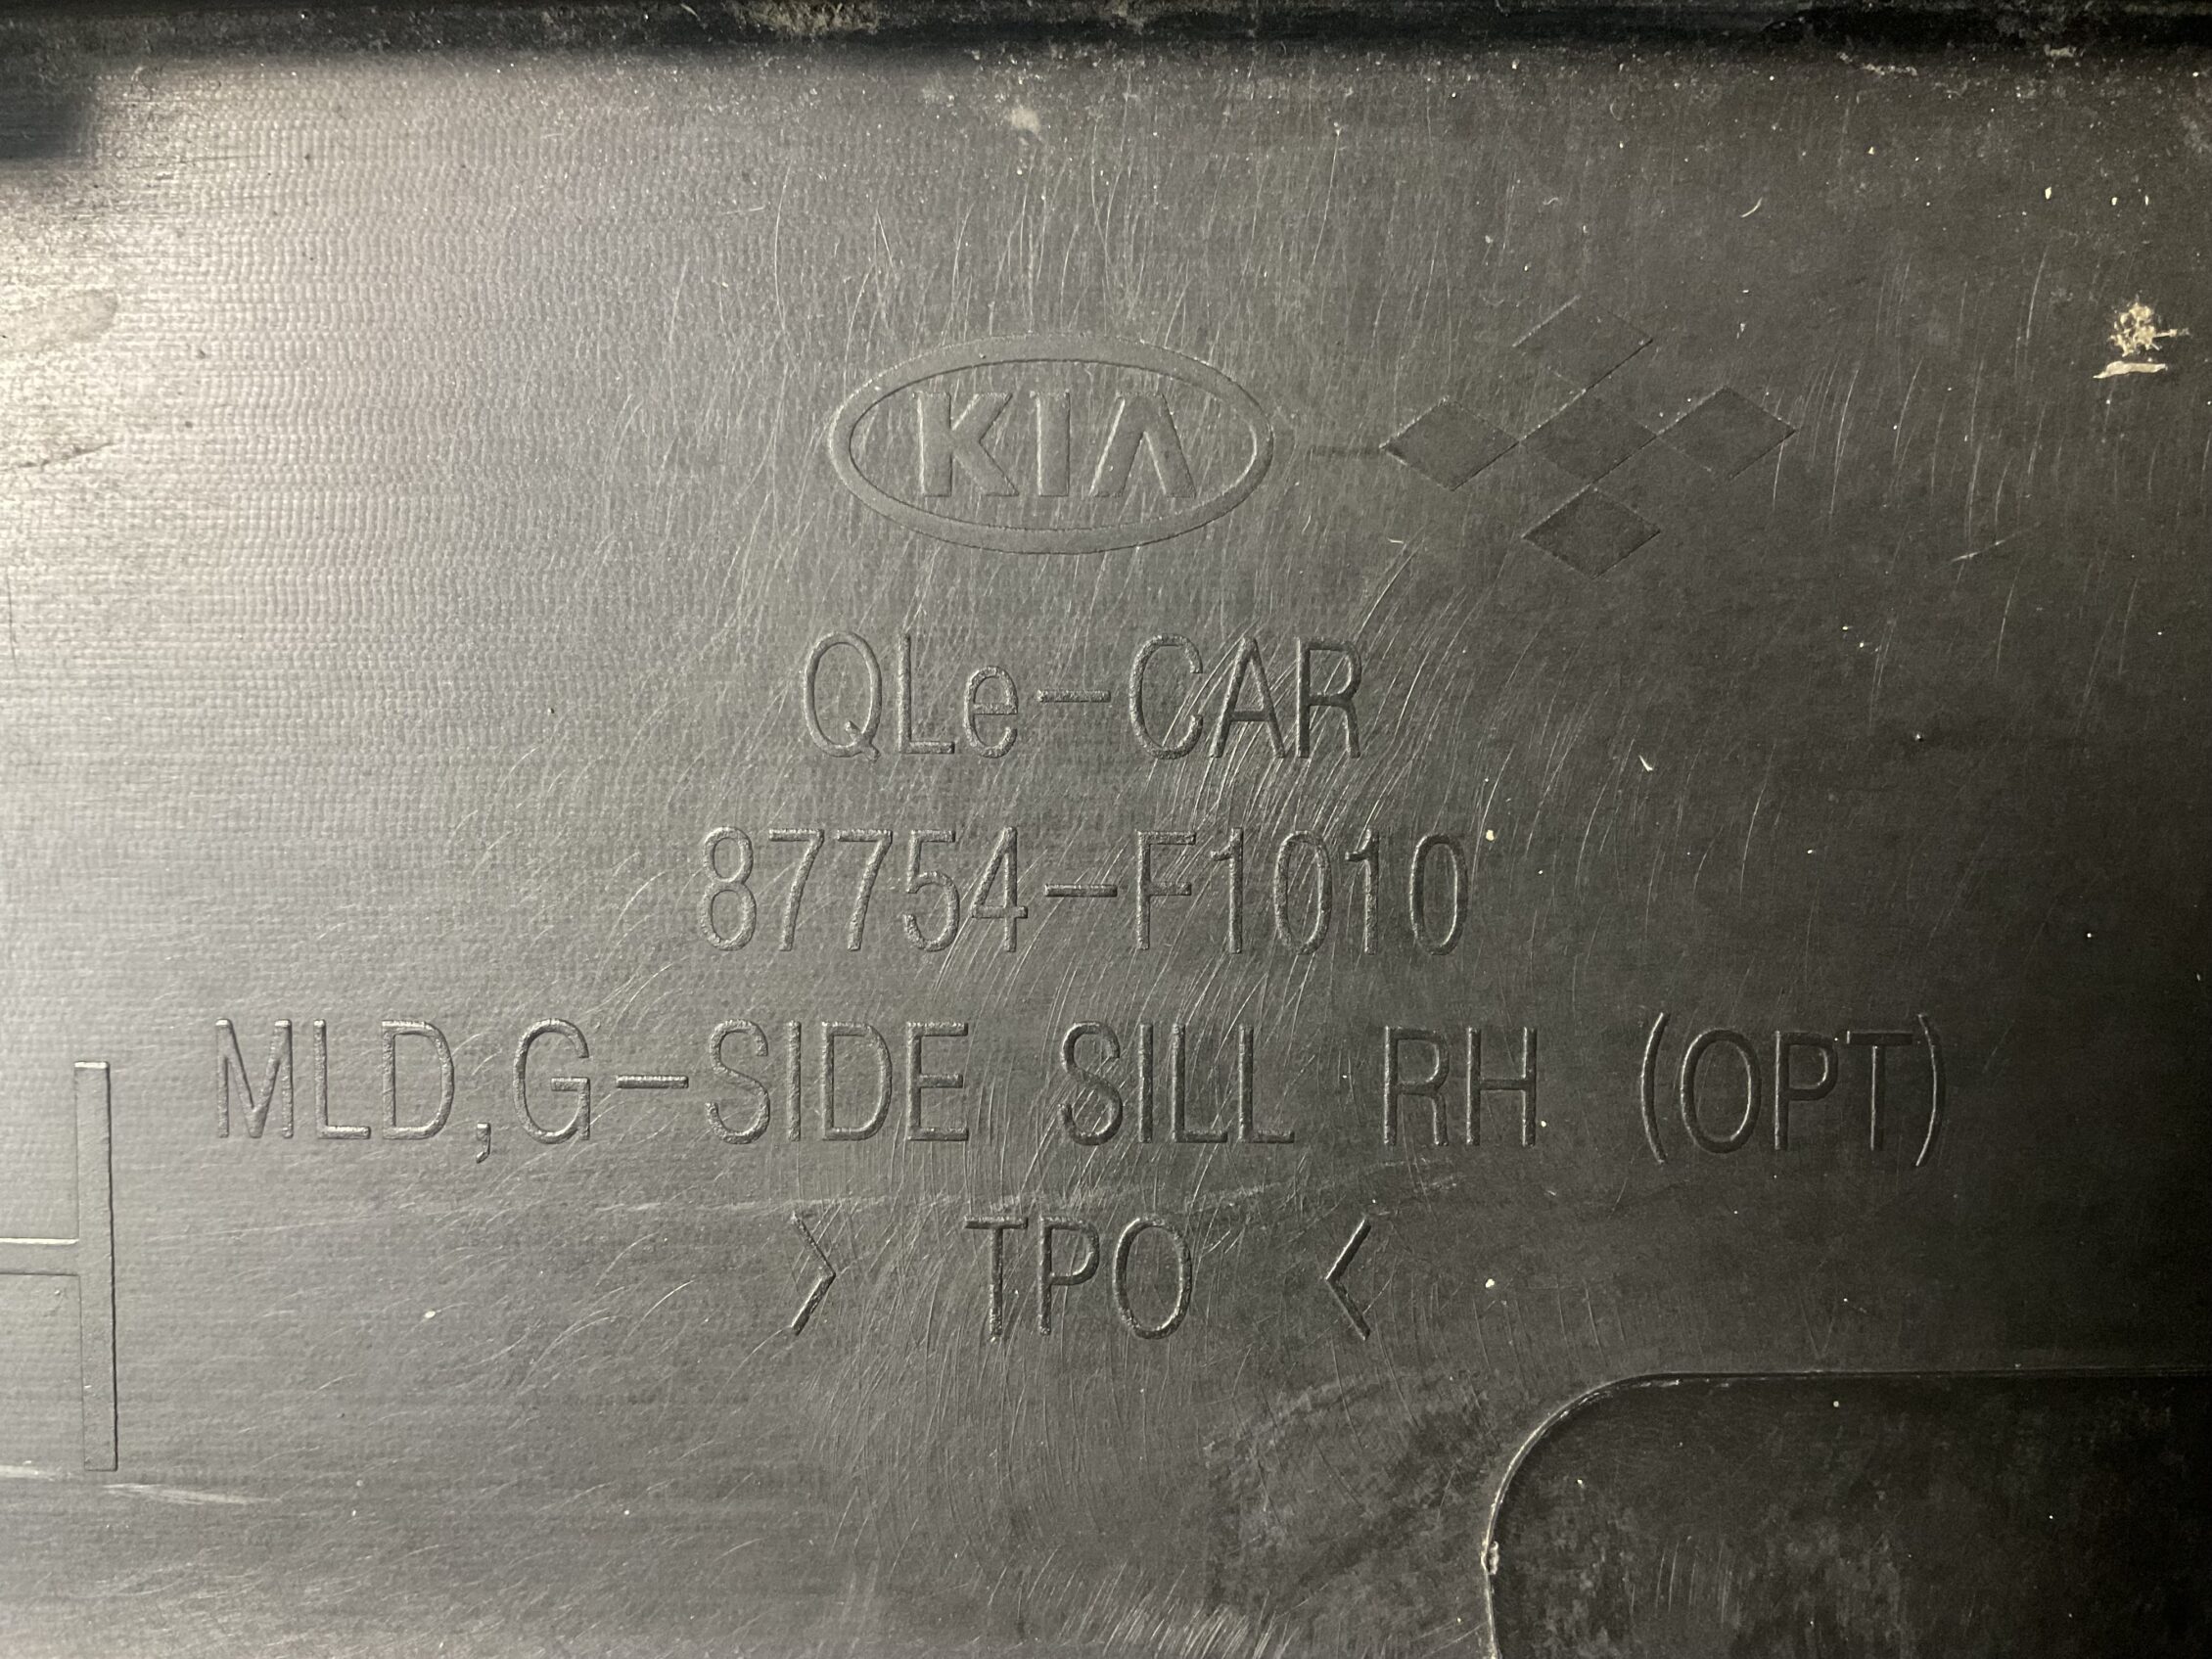 KIA
QLe-CAR
87754-F1010
MLD,G-SIDE SILL RH (OPT)
> TPO <